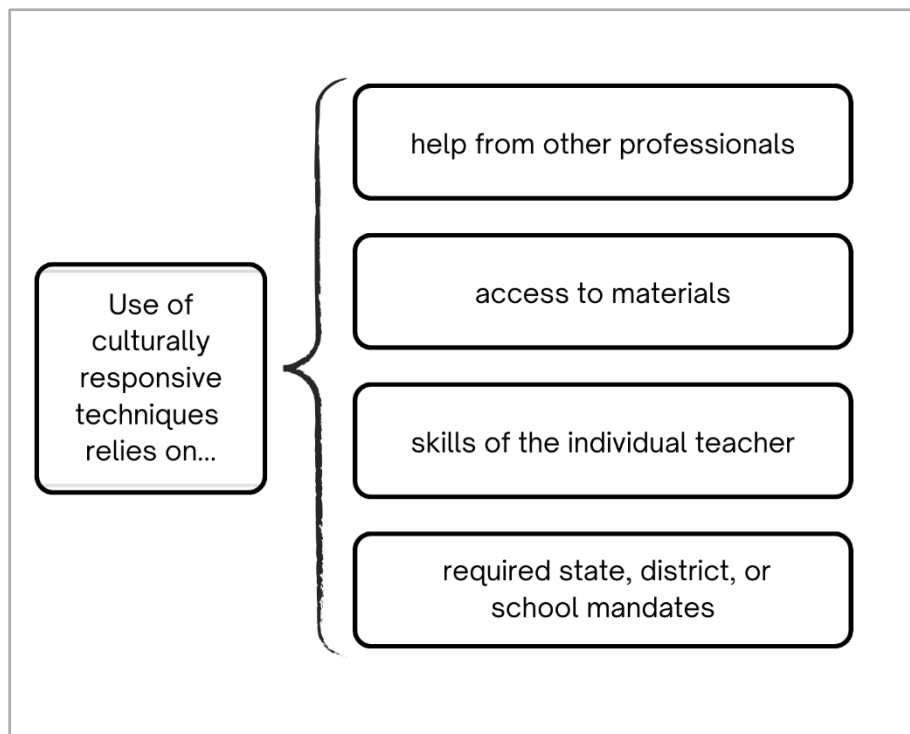 Use of
culturally
responsive
techniques
relies on...
help from other professionals
access to materials
skills of the individual teacher
required state, district, or
school mandates